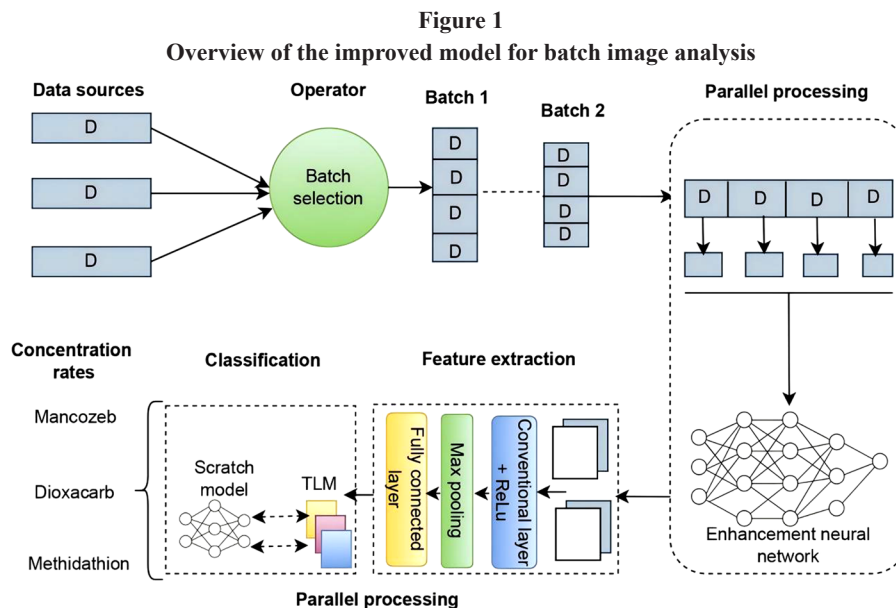 Figure 1
Overview of the improved model for batch image analysis
Data sources
Operator
Batch 1
Batch 2
Parallel processing
D
D
D
Batch
selection
D
D
D
D
D
D
D
D
D
D
D
D
Enhancement neural
network
Feature extraction
Conventional layer
+ ReLu
Max pooling
Fully connected
layer
Classification
TLM
Scratch
model
Concentration
rates
Mancozeb
Dioxacarb
Methidathion
Parallel processing